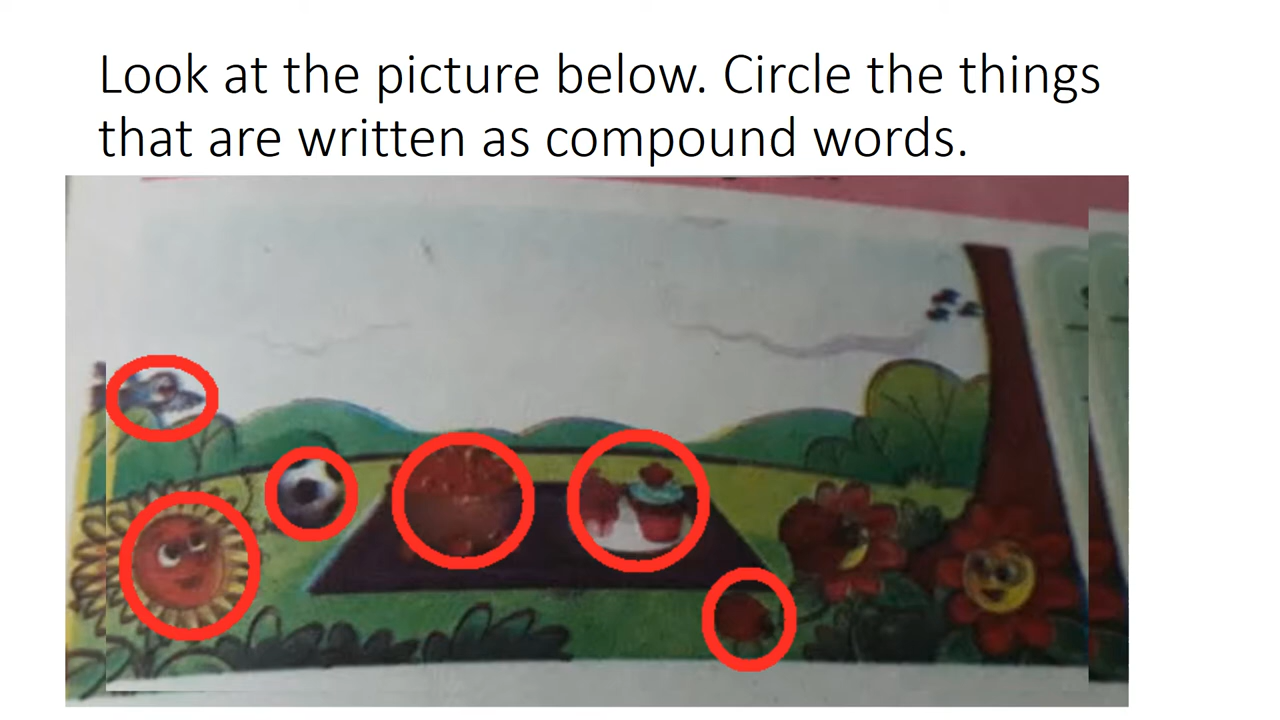 Look at the picture below. Circle the things
that are written as compound words.